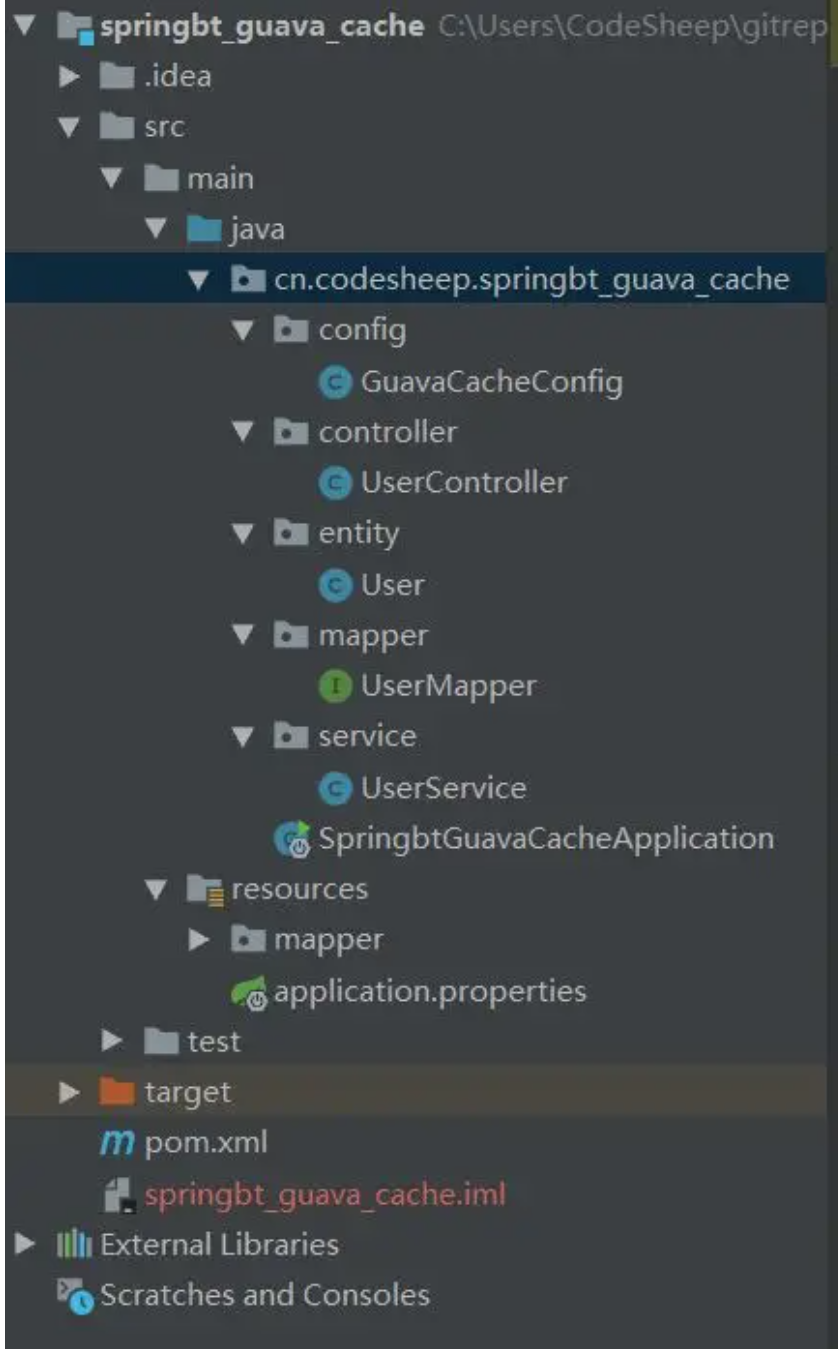 springbt_guava_cache C:\Users\CodeSheep\gitrep
.idea
src
main
java
cn.codesheep.springbt_guava_cache
config
GuavaCacheConfig
controller
UserController
entity
User
mapper
UserMapper
service
UserService
SpringbtGuavaCacheApplication
resources
mapper
application.properties
test
target
pom.xml
springbt_guava_cache.iml
External Libraries
Scratches and Consoles